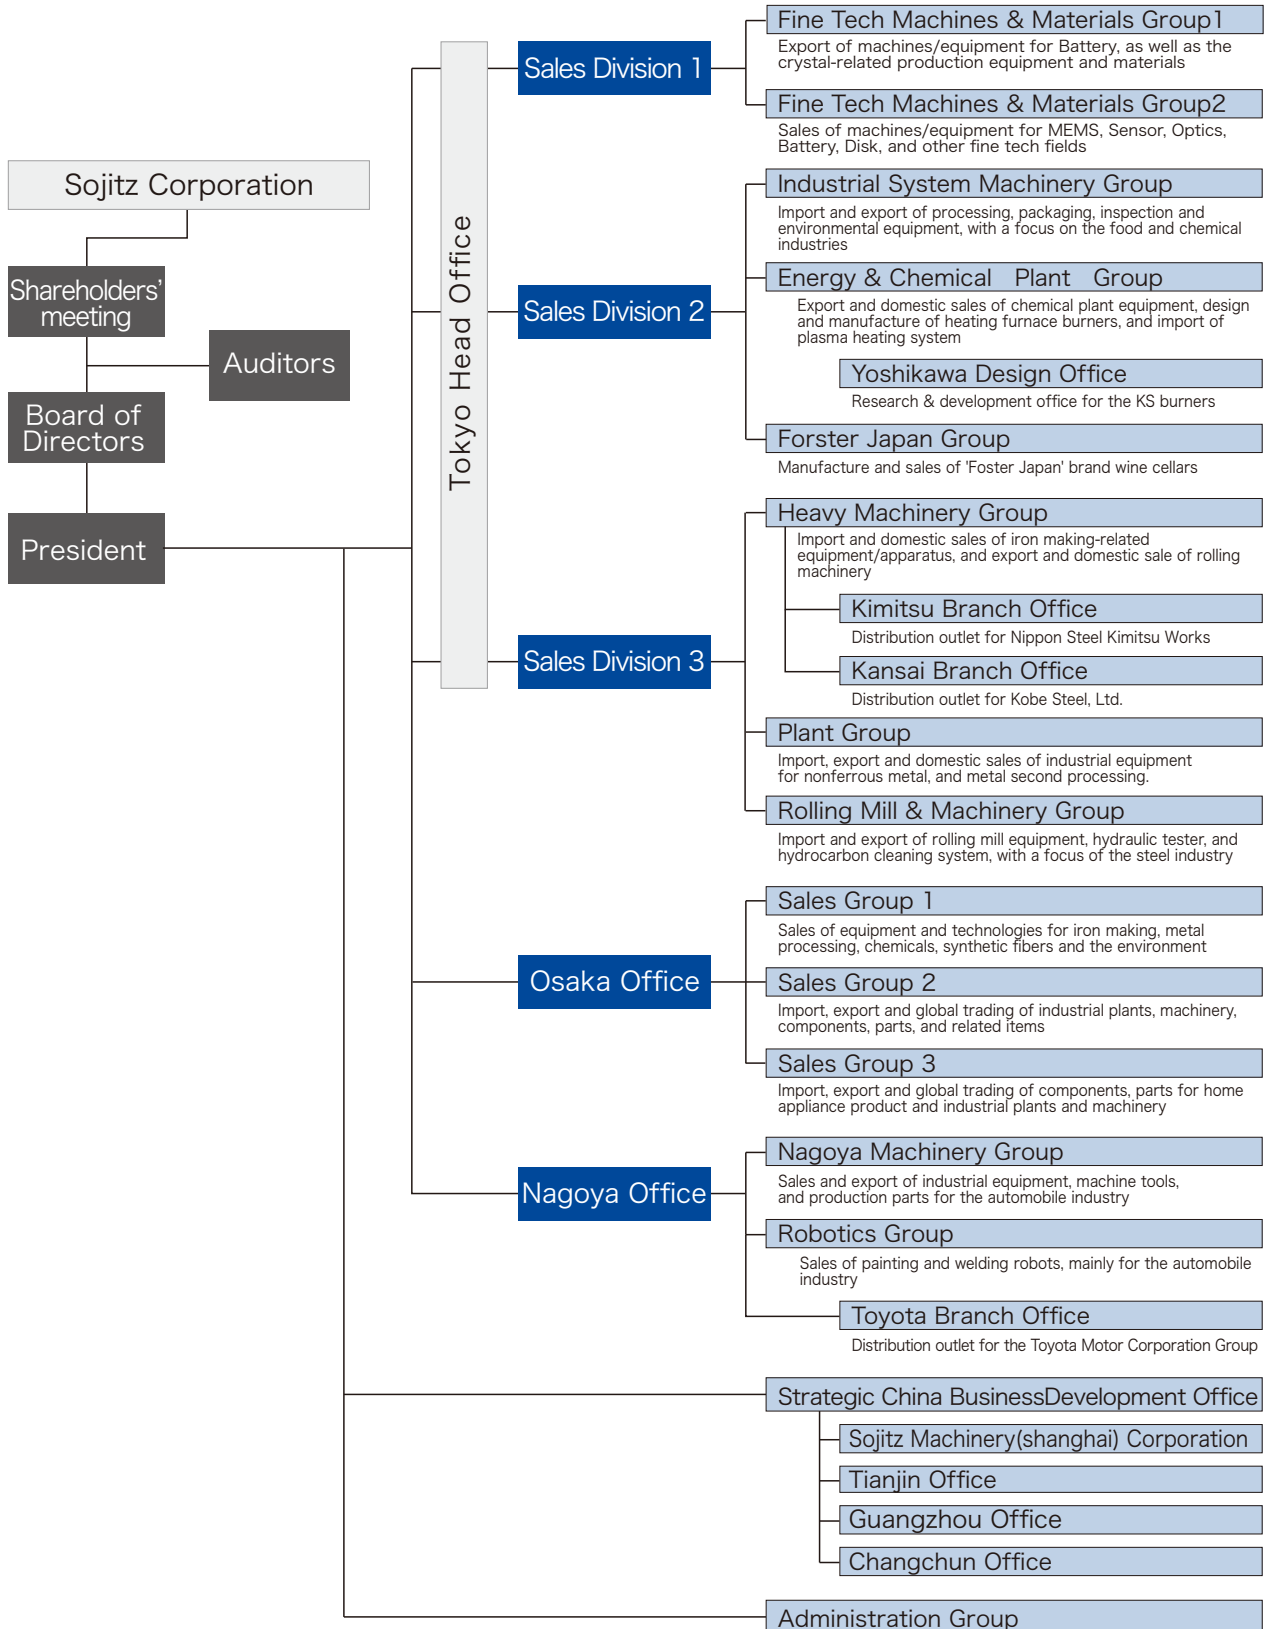 Sojitz Corporation
Shareholders'
meeting
Auditors
Board of
Directors
President
Tokyo Head Office
Sales Division 1
Fine Tech Machines & Materials Group1
Export of machines/equipment for Battery, as well as the
crystal-related production equipment and materials
Fine Tech Machines & Materials Group2
Sales of machines/equipment for MEMS, Sensor, Optics,
Battery, Disk, and other fine tech fields
Sales Division 2
Industrial System Machinery Group
Import and export of processing, packaging, inspection and
environmental equipment, with a focus on the food and chemical
industries
Energy & Chemical Plant Group
Export and domestic sales of chemical plant equipment, design
and manufacture of heating furnace burners, and import of
plasma heating system
Yoshikawa Design Office
Research & development office for the KS burners
Forster Japan Group
Manufacture and sales of 'Foster Japan' brand wine cellars
Sales Division 3
Heavy Machinery Group
Import and domestic sales of iron making-related
equipment/apparatus, and export and domestic sale of rolling
machinery
Kimitsu Branch Office
Distribution outlet for Nippon Steel Kimitsu Works
Kansai Branch Office
Distribution outlet for Kobe Steel, Ltd.
Plant Group
Import, export and domestic sales of industrial equipment
for nonferrous metal, and metal second processing.
Rolling Mill & Machinery Group
Import and export of rolling mill equipment, hydraulic tester, and
hydrocarbon cleaning system, with a focus of the steel industry
Osaka Office
Sales Group 1
Sales of equipment and technologies for iron making, metal
processing, chemicals, synthetic fibers and the environment
Sales Group 2
Import, export and global trading of industrial plants, machinery,
components, parts, and related items
Sales Group 3
Import, export and global trading of components, parts for home
appliance product and industrial plants and machinery
Nagoya Office
Nagoya Machinery Group
Sales and export of industrial equipment, machine tools,
and production parts for the automobile industry
Robotics Group
Sales of painting and welding robots, mainly for the automobile
industry
Toyota Branch Office
Distribution outlet for the Toyota Motor Corporation Group
Strategic China BusinessDevelopment Office
Sojitz Machinery(shanghai) Corporation
Tianjin Office
Guangzhou Office
Changchun Office
Administration Group